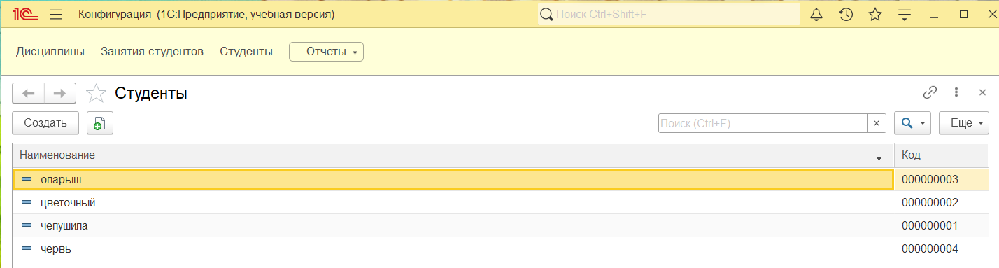 1С Конфигурация (1С:Предприятие, учебная версия) Поиск Ctrl+Shift+F
Дисциплины Занятия студентов Студенты Отчеты
Студенты
Создать Поиск (Ctrl+F) × Еще
Наименование ↓ Код
опарыш 000000003
цветочный 000000002
чепушила 000000001
червь 000000004